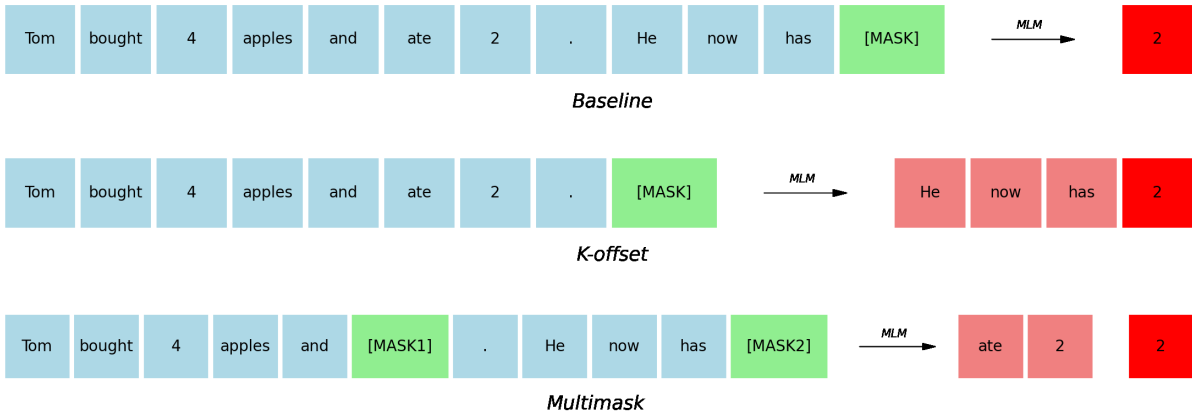 Tom bought 4 apples and ate 2 . He now has [MASK] MLM 2
Baseline
Tom bought 4 apples and ate 2 . [MASK] MLM He now has 2
K-offset
Tom bought 4 apples and [MASK1] . He now has [MASK2] MLM ate 2 2
Multimask